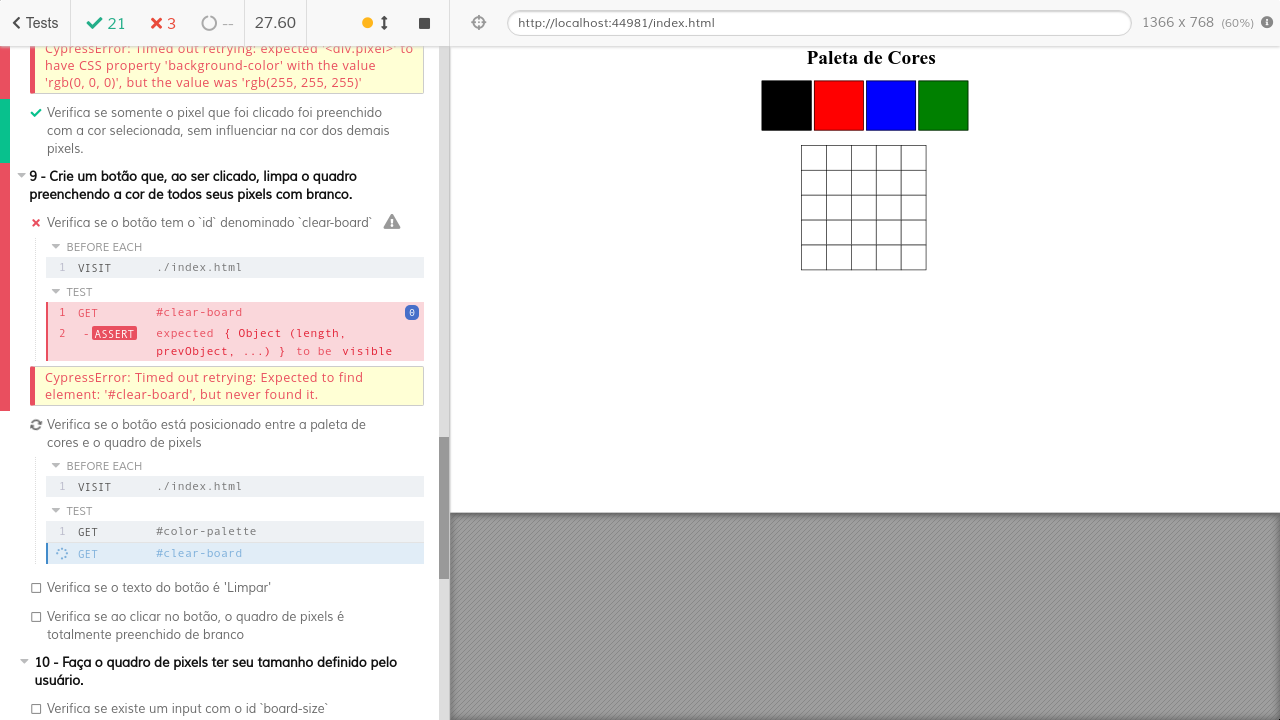 Tests
21
3
--
27.60
http://localhost:44981/index.html
1366 x 768 (60%)
CypressError: Timed out retrying: expected '<div.pixel>' to
have CSS property 'background-color' with the value
'rgb(0, 0, 0)', but the value was 'rgb(255, 255, 255)'
Verifica se somente o pixel que foi clicado foi preenchido
com a cor selecionada, sem influenciar na cor dos demais
pixels.
9 - Crie um botão que, ao ser clicado, limpa o quadro
preenchendo a cor de todos seus pixels com branco.
Verifica se o botão tem o `id` denominado `clear-board`
BEFORE EACH
1 VISIT ./index.html
TEST
1 GET #clear-board 0
2 - ASSERT expected { Object (length,
prevObject, ...) } to be visible
CypressError: Timed out retrying: Expected to find
element: '#clear-board', but never found it.
Verifica se o botão está posicionado entre a paleta de
cores e o quadro de pixels
BEFORE EACH
1 VISIT ./index.html
TEST
1 GET #color-palette
GET #clear-board
Verifica se o texto do botão é 'Limpar'
Verifica se ao clicar no botão, o quadro de pixels é
totalmente preenchido de branco
10 - Faça o quadro de pixels ter seu tamanho definido pelo
usuário.
Verifica se existe um input com o id `board-size`
Paleta de Cores